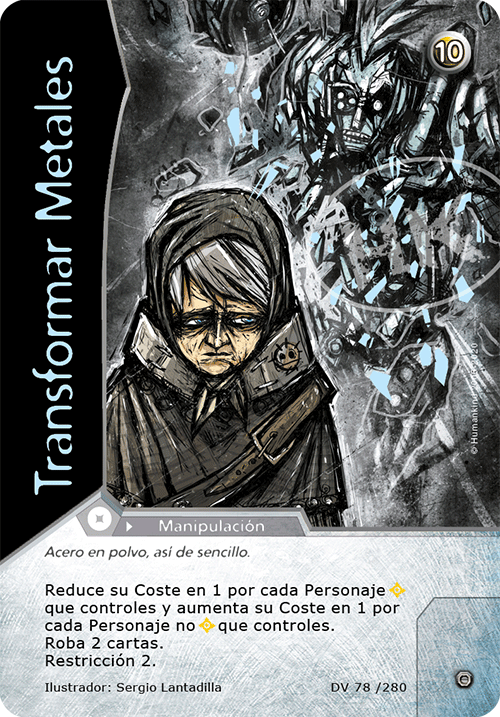 Transformar Metales
10
Manipulación
Acero en polvo, así de sencillo.
Reduce su Coste en 1 por cada Personaje
que controles y aumenta su Coste en 1 por
cada Personaje no que controles.
Roba 2 cartas.
Restricción 2.
Ilustrador: Sergio Lantadilla
DV 78 /280